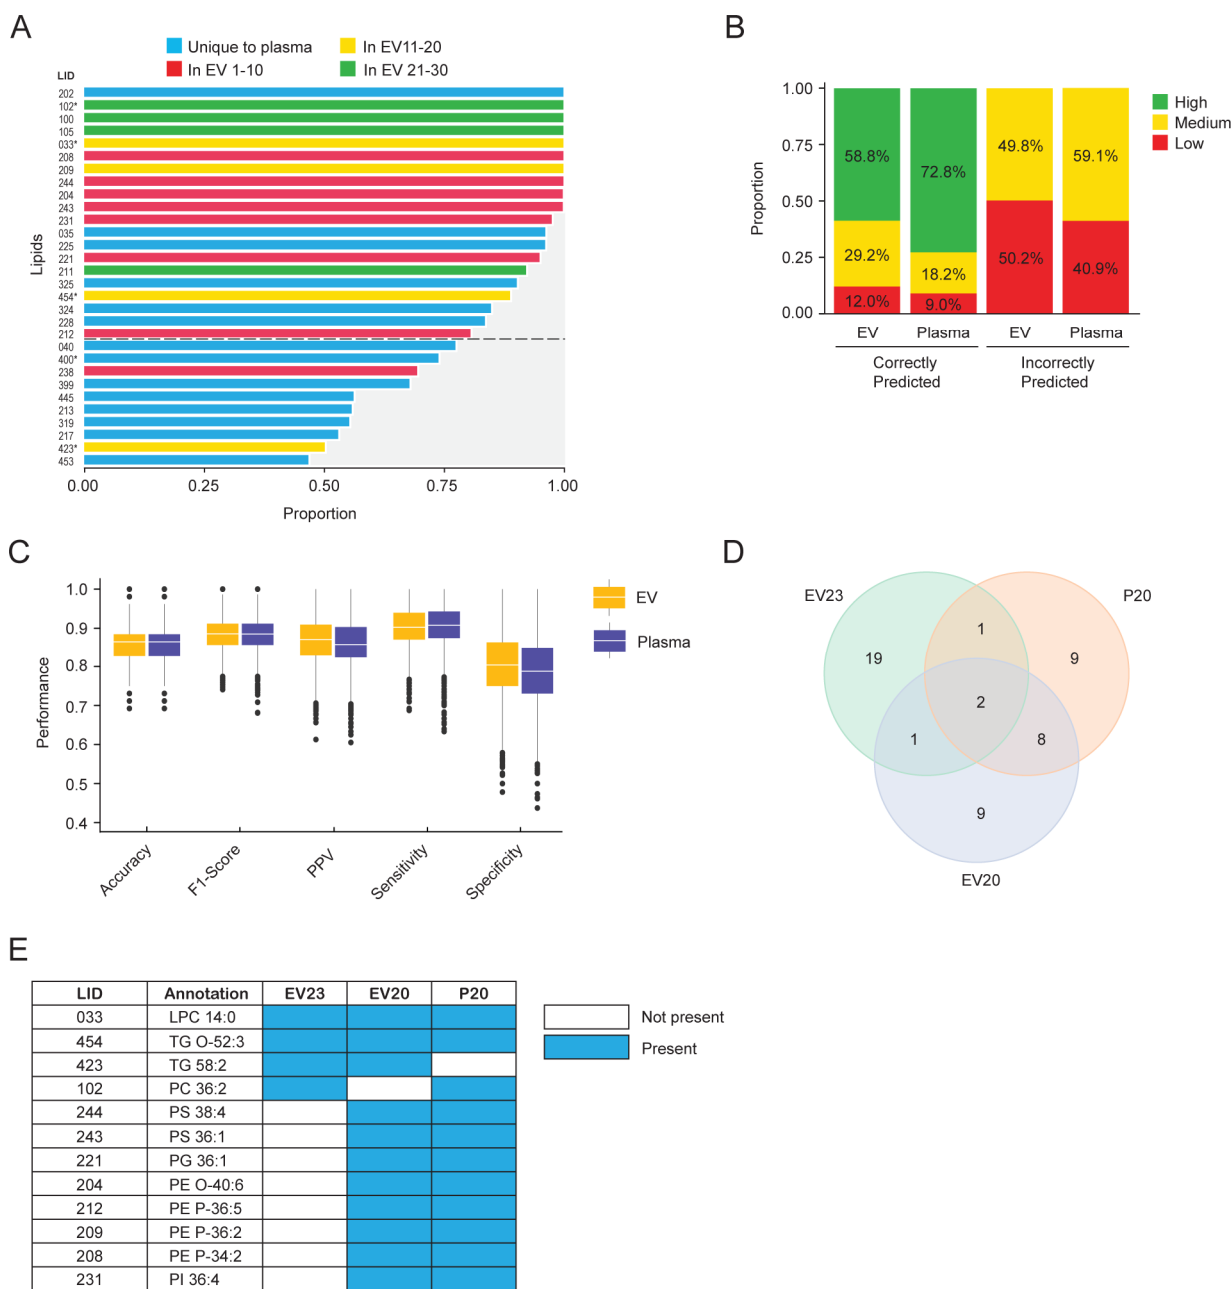 A
Unique to plasma
In EV11-20
In EV 1-10
In EV 21-30
LID
202
102*
100
105
033*
208
209
244
204
243
231
035
225
221
211
325
454*
324
228
212
040
400*
238
399
445
213
319
217
423*
453
Lipids
0.00 0.25 0.50 0.75 1.00
Proportion
B
High
Medium
Low
Proportion
1.00
0.75
0.50
0.25
0.00
58.8%
29.2%
12.0%
72.8%
18.2%
9.0%
49.8%
50.2%
59.1%
40.9%
EV Plasma EV Plasma
Correctly Predicted
Incorrectly Predicted
C
Performance
1.0
0.9
0.8
0.7
0.6
0.5
0.4
Accuracy
F1-Score
PPV
Sensitivity
Specificity
EV
Plasma
D
EV23
P20
EV20
19
1
9
2
1
8
9
E
LID Annotation EV23 EV20 P20
033 LPC 14:0
454 TG O-52:3
423 TG 58:2
102 PC 36:2
244 PS 38:4
243 PS 36:1
221 PG 36:1
204 PE O-40:6
212 PE P-36:5
209 PE P-36:2
208 PE P-34:2
231 PI 36:4
Not present
Present